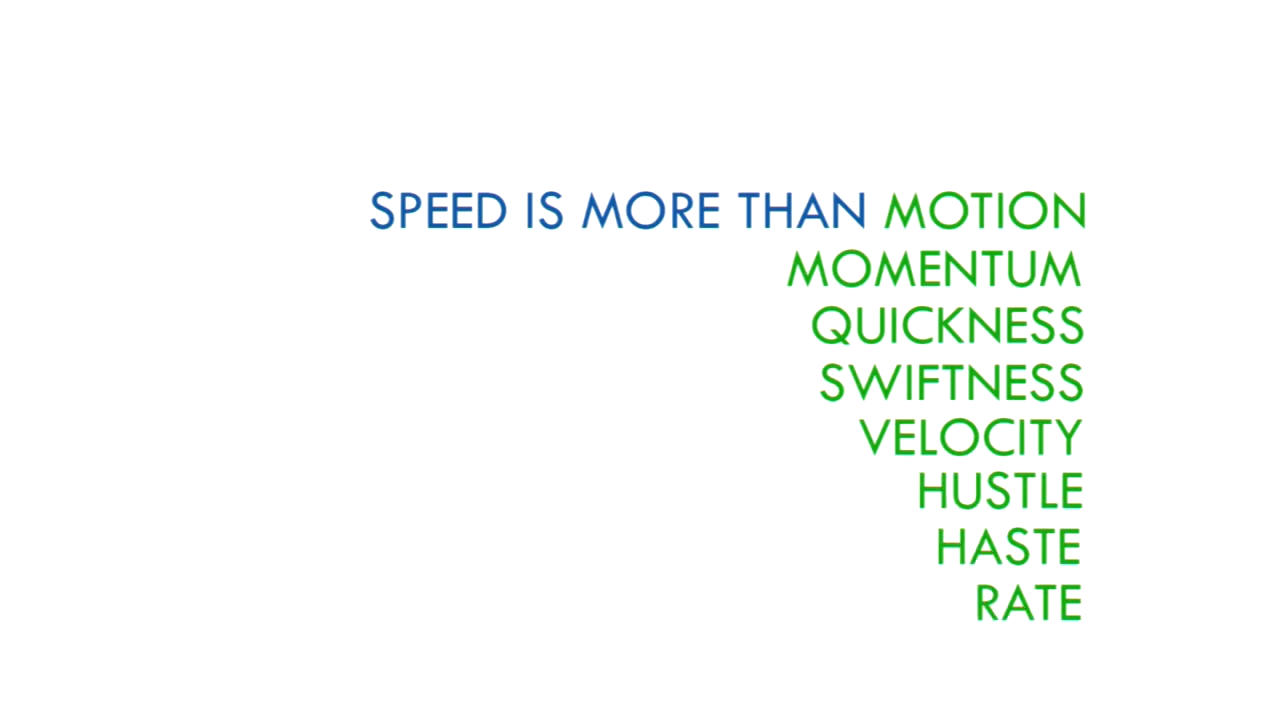 SPEED IS MORE THAN MOTION
MOMENTUM
QUICKNESS
SWIFTNESS
VELOCITY
HUSTLE
HASTE
RATE